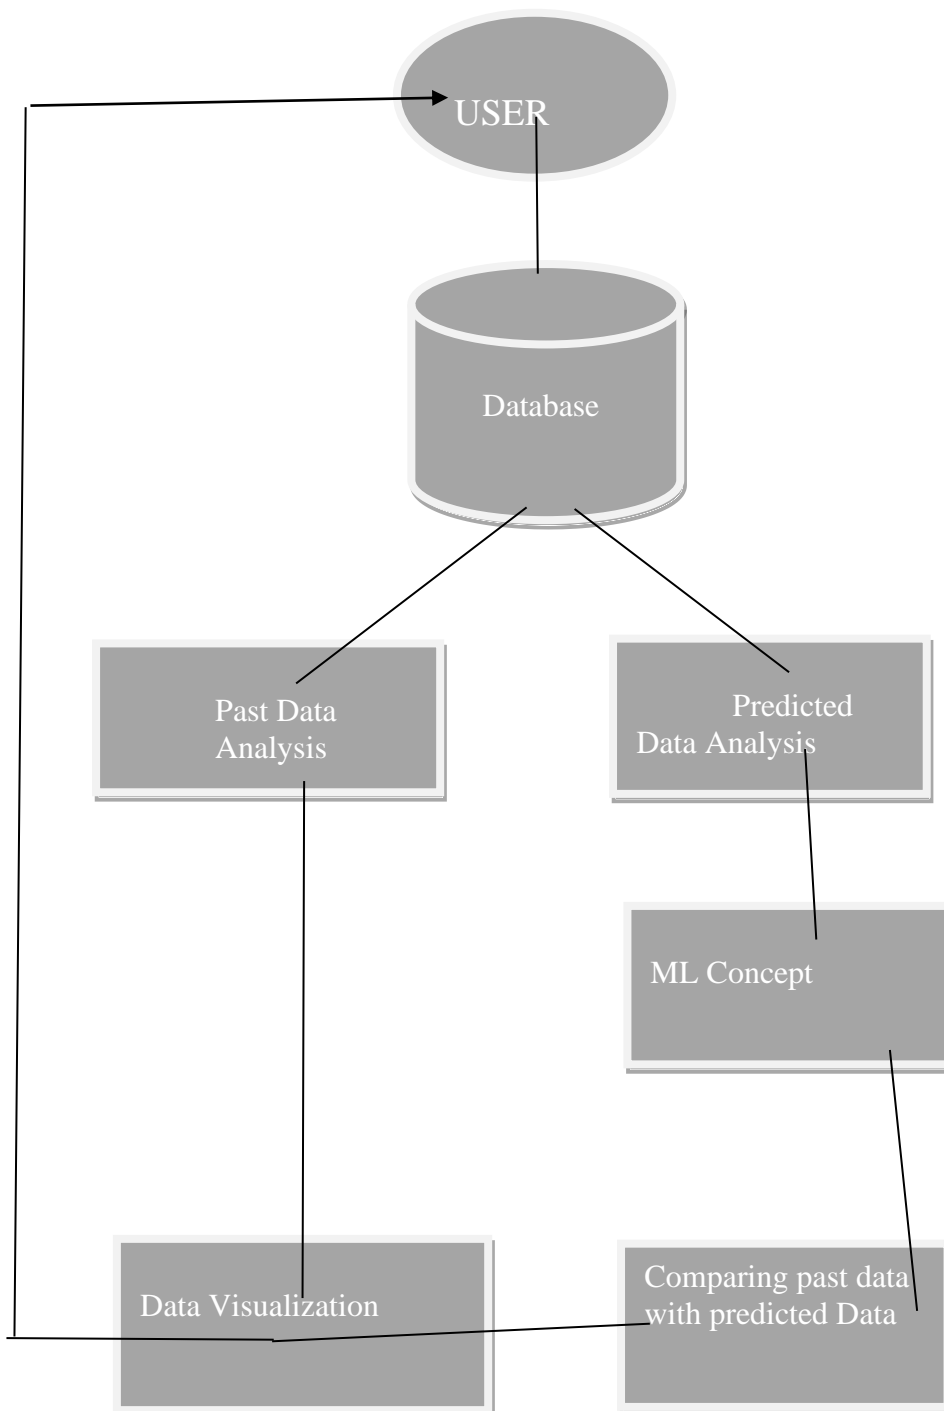 USER
Database
Past Data
Analysis
Predicted
Data Analysis
ML Concept
Data Visualization
Comparing past data
with predicted Data